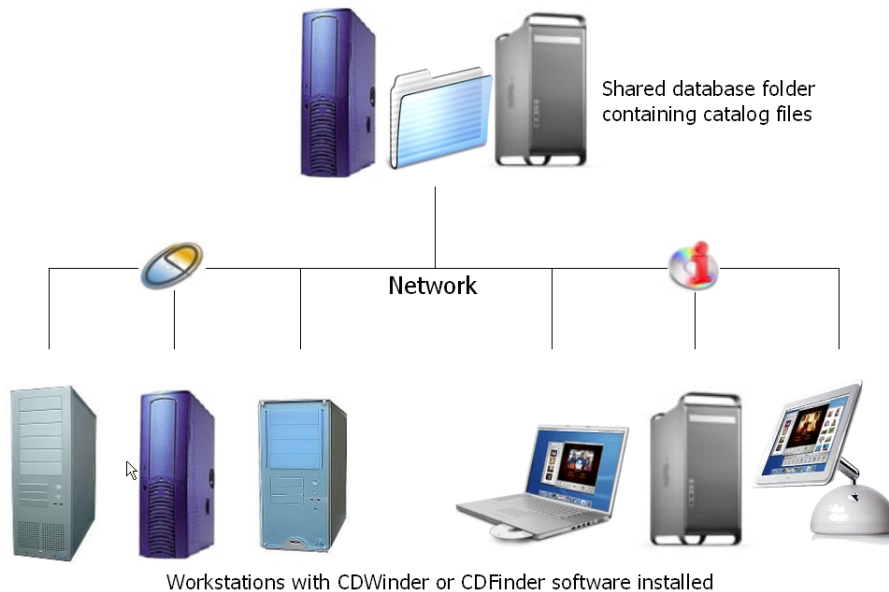 Shared database folder
containing catalog files
Network
Workstations with CDWinder or CDFinder software installed